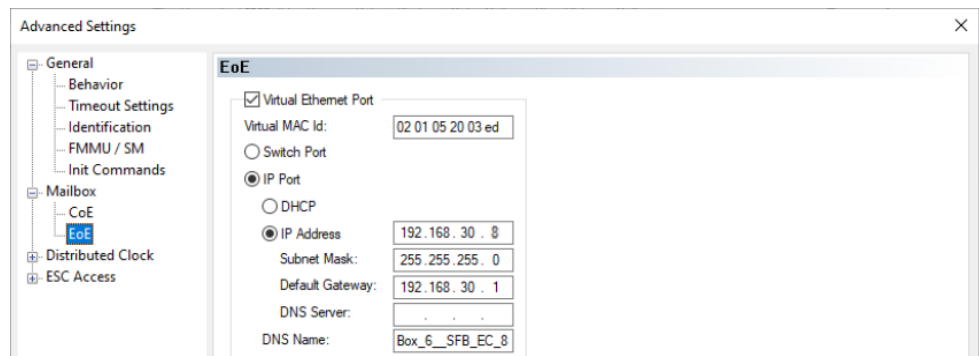 Advanced Settings
General
Behavior
Timeout Settings
Identification
FMMU / SM
Init Commands
Mailbox
CoE
EoE
Distributed Clock
ESC Access
EoE
Virtual Ethernet Port
Virtual MAC Id: 02 01 05 20 03 ed
Switch Port
IP Port
DHCP
IP Address 192 . 168 . 30 . 8
Subnet Mask: 255 . 255 . 255 . 0
Default Gateway: 192 . 168 . 30 . 1
DNS Server: . . .
DNS Name: Box_6__SFB_EC_8